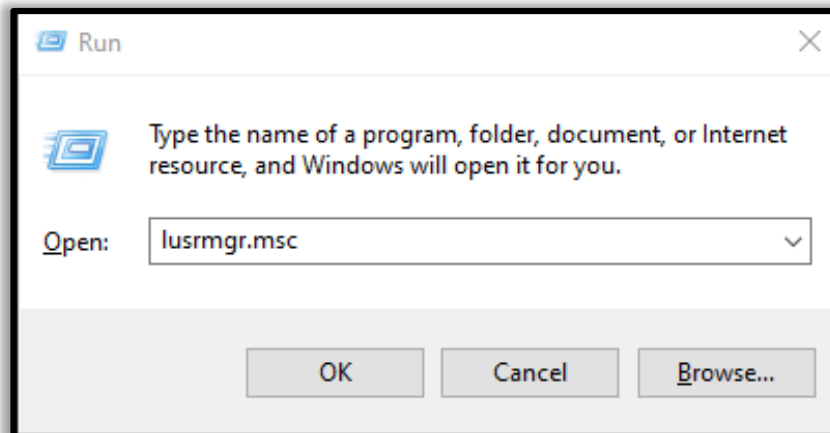 Run
Type the name of a program, folder, document, or Internet
resource, and Windows will open it for you.
Open: lusrmgr.msc
OK Cancel Browse...